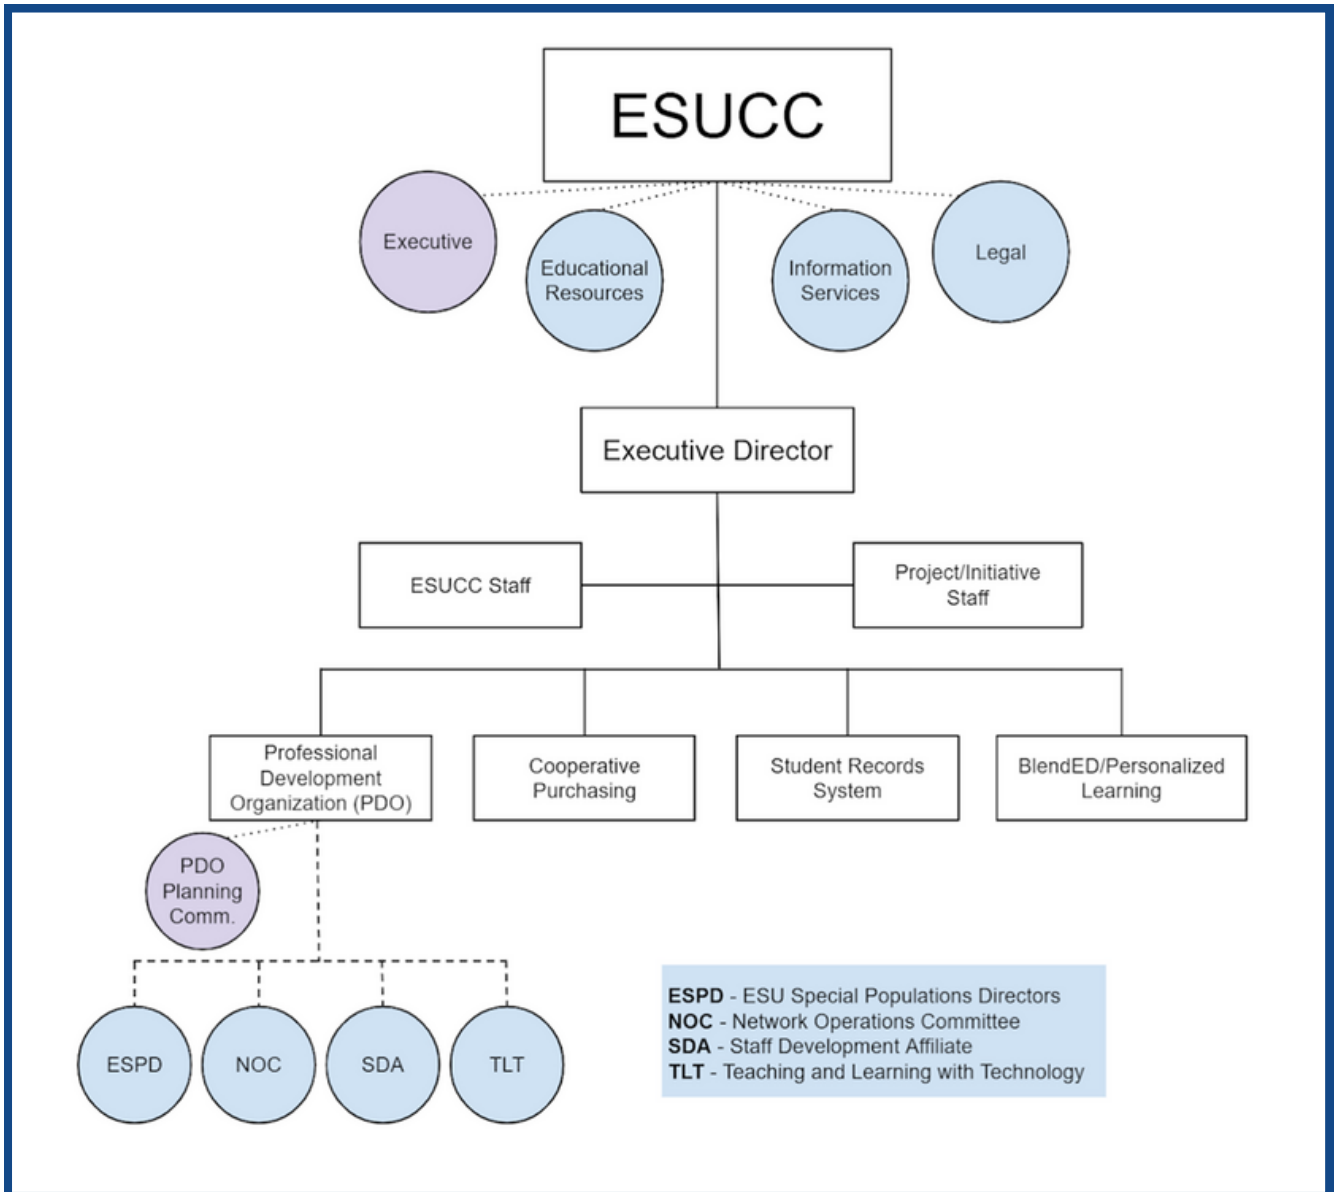 ESUCC
Executive
Educational
Resources
Information
Services
Legal
Executive Director
ESUCC Staff
Project/Initiative
Staff
Professional
Development
Organization (PDO)
Cooperative
Purchasing
Student Records
System
BlendED/Personalized
Learning
PDO
Planning
Comm.
ESPD
NOC
SDA
TLT
ESPD - ESU Special Populations Directors
NOC - Network Operations Committee
SDA - Staff Development Affiliate
TLT - Teaching and Learning with Technology